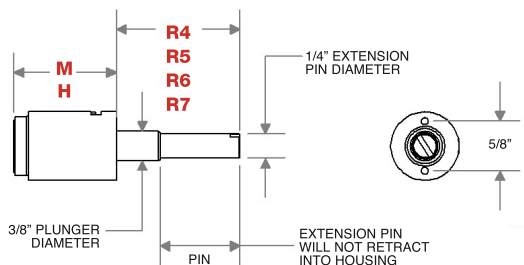 R4
R5
R6
R7
M
H
1/4” EXTENSION
PIN DIAMETER
5/8”
3/8” PLUNGER
DIAMETER
PIN
EXTENSION PIN
WILL NOT RETRACT
INTO HOUSING